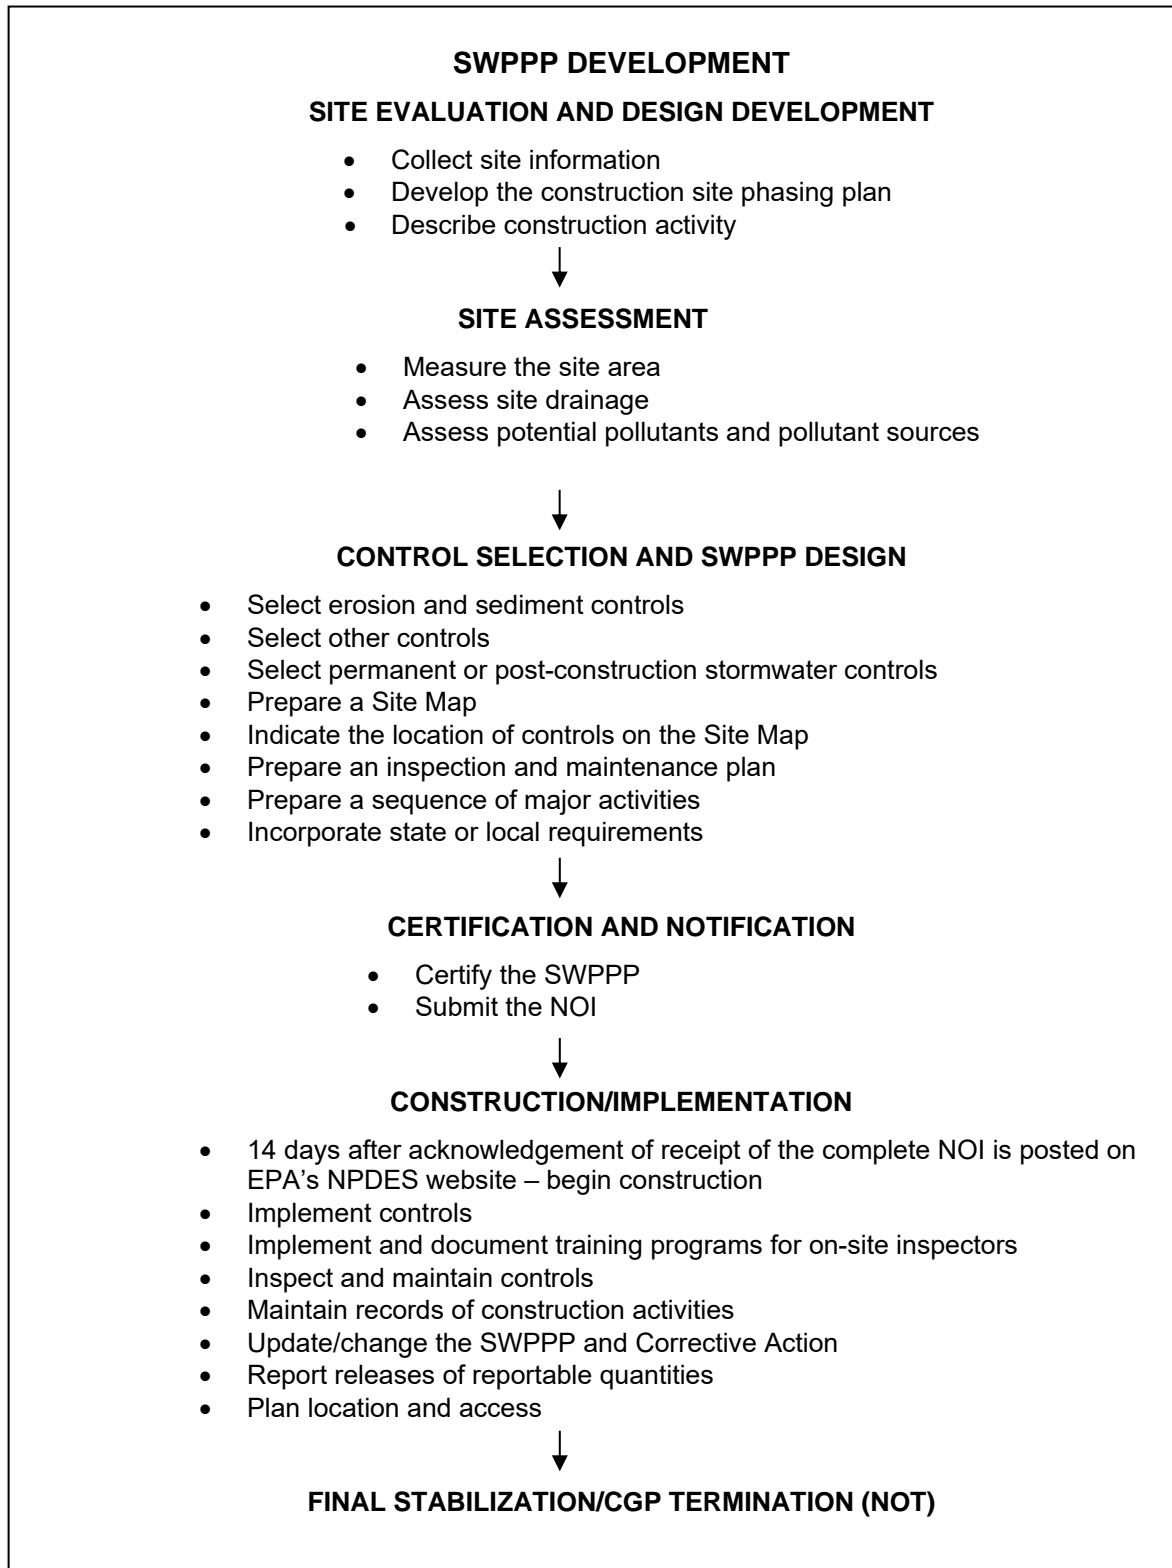 SWPPP DEVELOPMENT
SITE EVALUATION AND DESIGN DEVELOPMENT
• Collect site information
• Develop the construction site phasing plan
• Describe construction activity
SITE ASSESSMENT
• Measure the site area
• Assess site drainage
• Assess potential pollutants and pollutant sources
CONTROL SELECTION AND SWPPP DESIGN
• Select erosion and sediment controls
• Select other controls
• Select permanent or post-construction stormwater controls
• Prepare a Site Map
• Indicate the location of controls on the Site Map
• Prepare an inspection and maintenance plan
• Prepare a sequence of major activities
• Incorporate state or local requirements
CERTIFICATION AND NOTIFICATION
• Certify the SWPPP
• Submit the NOI
CONSTRUCTION/IMPLEMENTATION
• 14 days after acknowledgement of receipt of the complete NOI is posted on
EPA’s NPDES website – begin construction
• Implement controls
• Implement and document training programs for on-site inspectors
• Inspect and maintain controls
• Maintain records of construction activities
• Update/change the SWPPP and Corrective Action
• Report releases of reportable quantities
• Plan location and access
FINAL STABILIZATION/CGP TERMINATION (NOT)